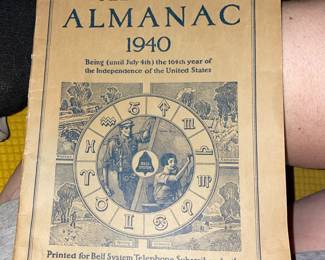 ALMANAC
1940
Being (until July 4th) the 164th year of
the Independence of the United States
BELL
SYSTEM
Printed for Bell System Telephone Subscribers